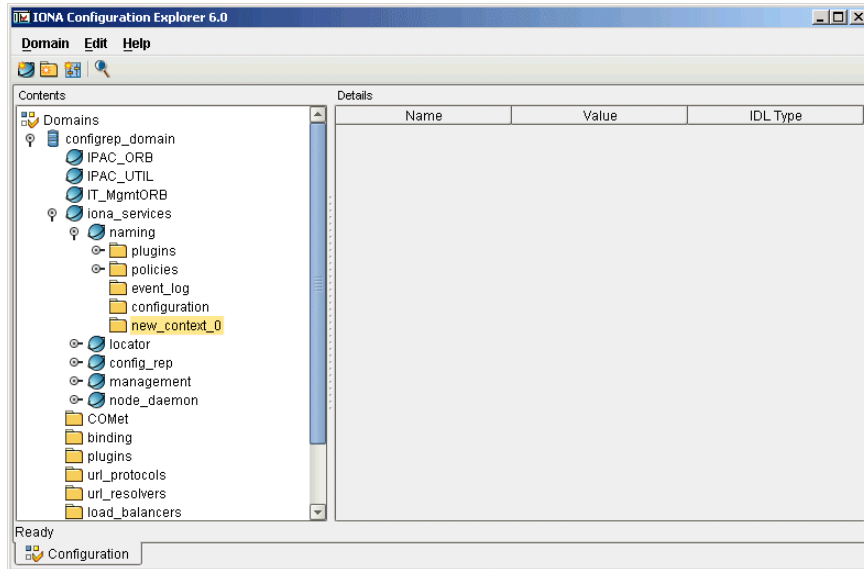 IONA Configuration Explorer 6.0
Domain Edit Help
Contents
Details
Domains
configrep_domain
IPAC_ORB
IPAC_UTIL
IT_MgmtORB
iona_services
naming
plugins
policies
event_log
configuration
new_context_0
locator
config_rep
management
node_daemon
COMet
binding
plugins
url_protocols
url_resolvers
load_balancers
Name Value IDL Type
Ready
Configuration